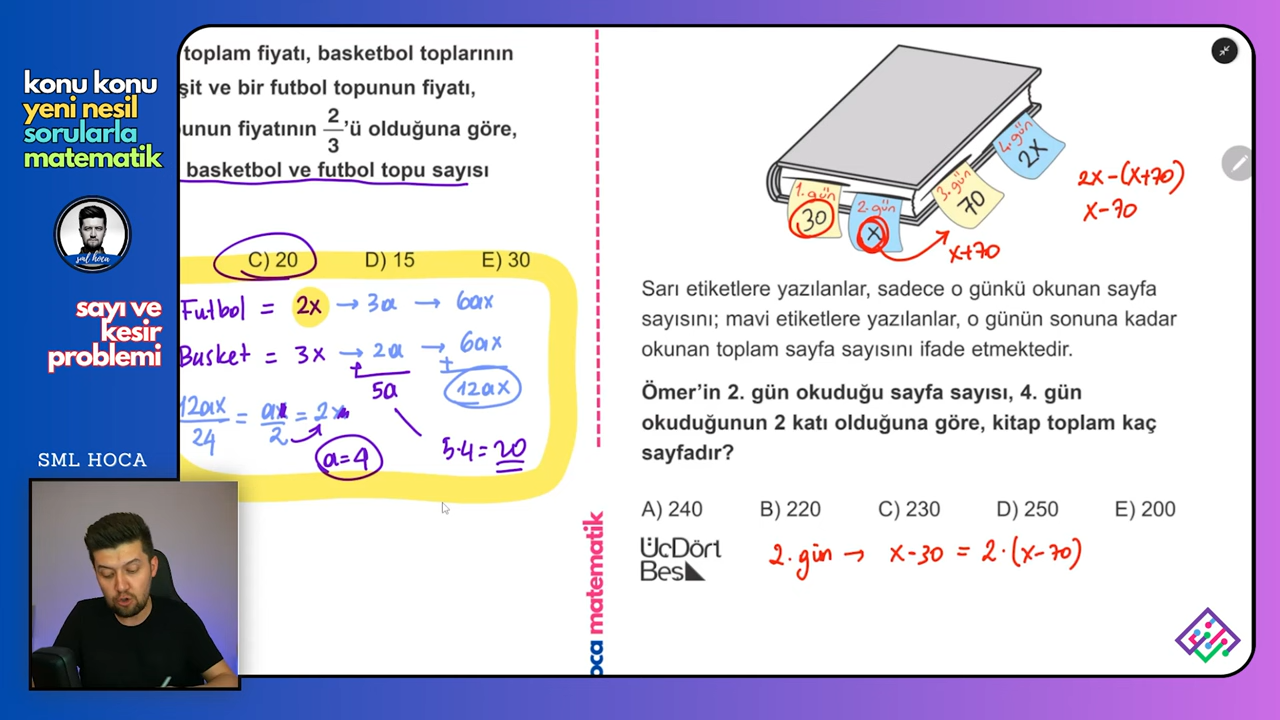 konu konu
yeni nesil
sorularla
matematik
sml hoca
sayı ve
kesir
problemi
SML HOCA
toplam fiyatı, basketbol toplarının
şit ve bir futbol topunun fiyatı,
unun fiyatının 2/3'ü olduğuna göre,
basketbol ve futbol topu sayısı
C) 20 D) 15 E) 30
Futbol = 2x → 3a → 6ax
Basket = 3x → 2a → 6ax
+ +
5a 12ax
12ax/24 = ax/2 = 2x
a=4
5·4=20
oca matematik
1.gün
30
2.gün
x
3.gün
70
4.gün
2x
x+70
2x-(x+70)
x-70
Sarı etiketlere yazılanlar, sadece o günkü okunan sayfa
sayısını; mavi etiketlere yazılanlar, o günün sonuna kadar
okunan toplam sayfa sayısını ifade etmektedir.
Ömer'in 2. gün okuduğu sayfa sayısı, 4. gün
okuduğunun 2 katı olduğuna göre, kitap toplam kaç
sayfadır?
A) 240 B) 220 C) 230 D) 250 E) 200
ÜçDört
Beş
2.gün → x-30 = 2·(x-70)